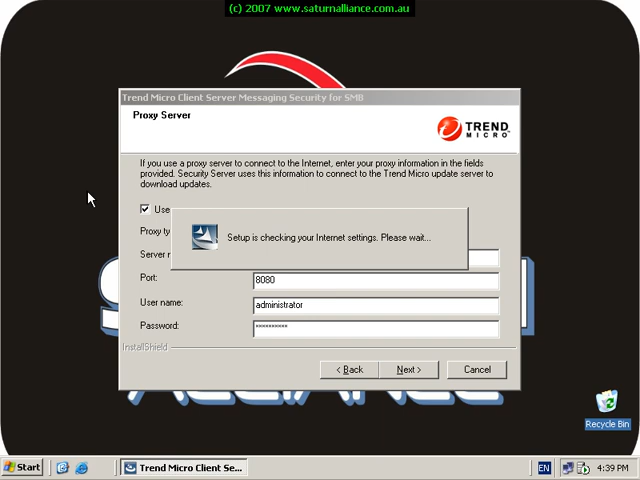 (c) 2007 www.saturnalliance.com.au
Trend Micro Client Server Messaging Security for SMB
Proxy Server
TREND
MICRO
If you use a proxy server to connect to the Internet, enter your proxy information in the fields
provided. Security Server uses this information to connect to the Trend Micro update server to
download updates.
Use
Setup is checking your Internet settings. Please wait...
Proxy ty
Server n
Port:
8080
User name:
administrator
Password:
**********
InstallShield
< Back
Next >
Cancel
Recycle Bin
Start
Trend Micro Client Se...
EN
4:39 PM